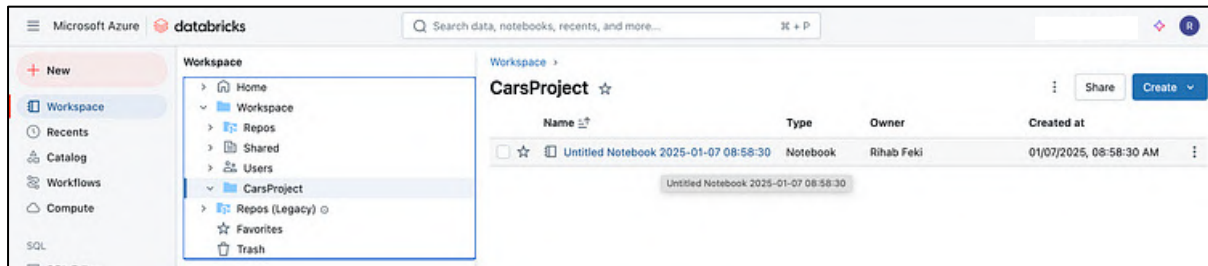 Microsoft Azure databricks Search data, notebooks, recents, and more... ⌘ + P R
New
Workspace
Recents
Catalog
Workflows
Compute
SQL
Workspace
Home
Workspace
Repos
Shared
Users
CarsProject
Repos (Legacy)
Favorites
Trash
Workspace >
CarsProject Share Create
Name Type Owner Created at
Untitled Notebook 2025-01-07 08:58:30 Notebook Rihab Feki 01/07/2025, 08:58:30 AM
Untitled Notebook 2025-01-07 08:58:30